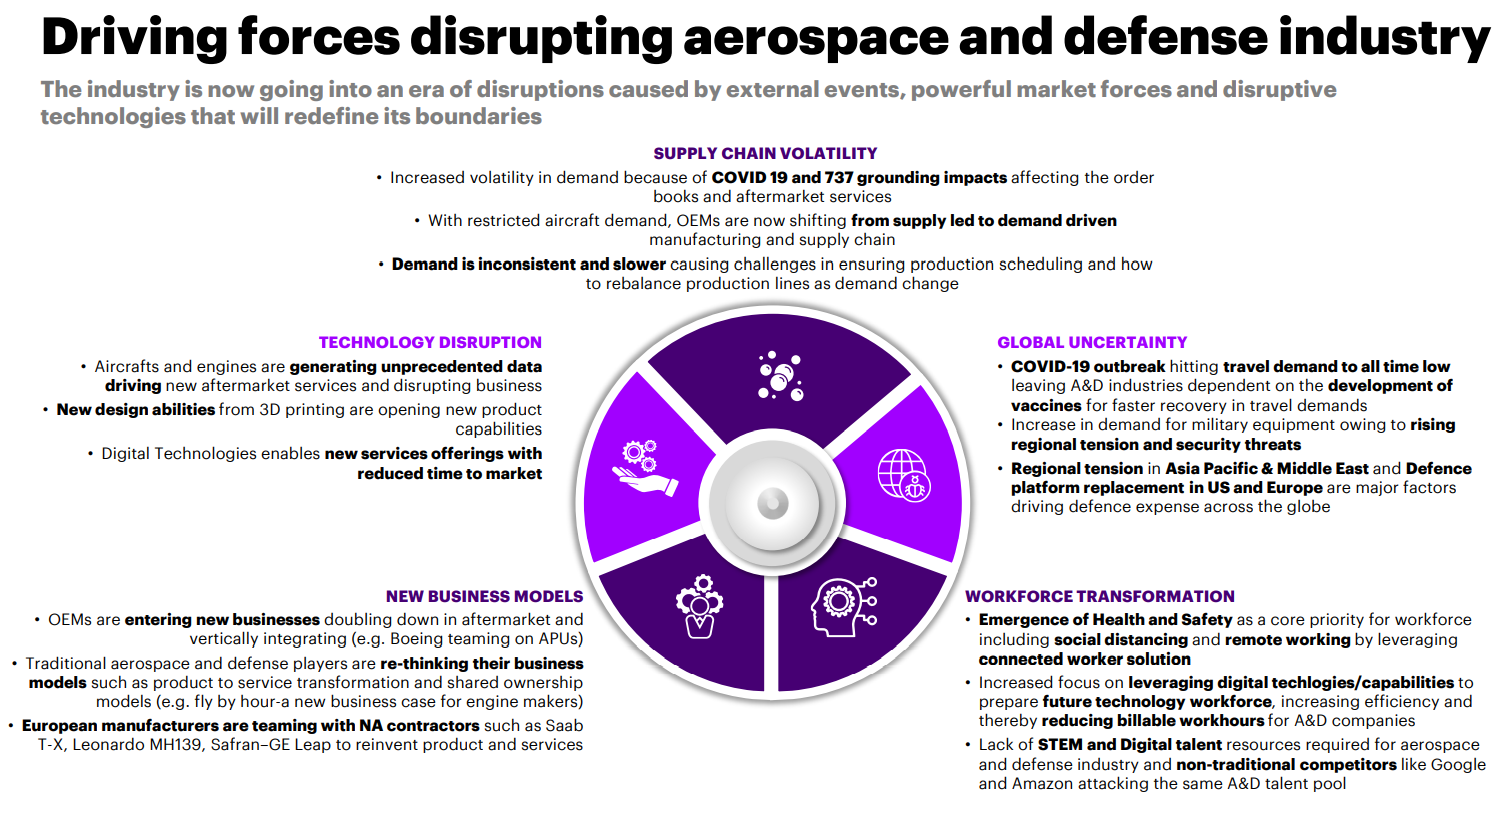 Driving forces disrupting aerospace and defense industry
The industry is now going into an era of disruptions caused by external events, powerful market forces and disruptive
technologies that will redefine its boundaries
SUPPLY CHAIN VOLATILITY
• Increased volatility in demand because of COVID 19 and 737 grounding impacts affecting the order
books and aftermarket services
• With restricted aircraft demand, OEMs are now shifting from supply led to demand driven
manufacturing and supply chain
• Demand is inconsistent and slower causing challenges in ensuring production scheduling and how
to rebalance production lines as demand change
TECHNOLOGY DISRUPTION
• Aircrafts and engines are generating unprecedented data
driving new aftermarket services and disrupting business
• New design abilities from 3D printing are opening new product
capabilities
• Digital Technologies enables new services offerings with
reduced time to market
GLOBAL UNCERTAINTY
• COVID-19 outbreak hitting travel demand to all time low
leaving A&D industries dependent on the development of
vaccines for faster recovery in travel demands
• Increase in demand for military equipment owing to rising
regional tension and security threats
• Regional tension in Asia Pacific & Middle East and Defence
platform replacement in US and Europe are major factors
driving defence expense across the globe
NEW BUSINESS MODELS
• OEMs are entering new businesses doubling down in aftermarket and
vertically integrating (e.g. Boeing teaming on APUs)
• Traditional aerospace and defense players are re-thinking their business
models such as product to service transformation and shared ownership
models (e.g. fly by hour-a new business case for engine makers)
• European manufacturers are teaming with NA contractors such as Saab
T-X, Leonardo MH139, Safran–GE Leap to reinvent product and services
WORKFORCE TRANSFORMATION
• Emergence of Health and Safety as a core priority for workforce
including social distancing and remote working by leveraging
connected worker solution
• Increased focus on leveraging digital techlogies/capabilities to
prepare future technology workforce, increasing efficiency and
thereby reducing billable workhours for A&D companies
• Lack of STEM and Digital talent resources required for aerospace
and defense industry and non-traditional competitors like Google
and Amazon attacking the same A&D talent pool